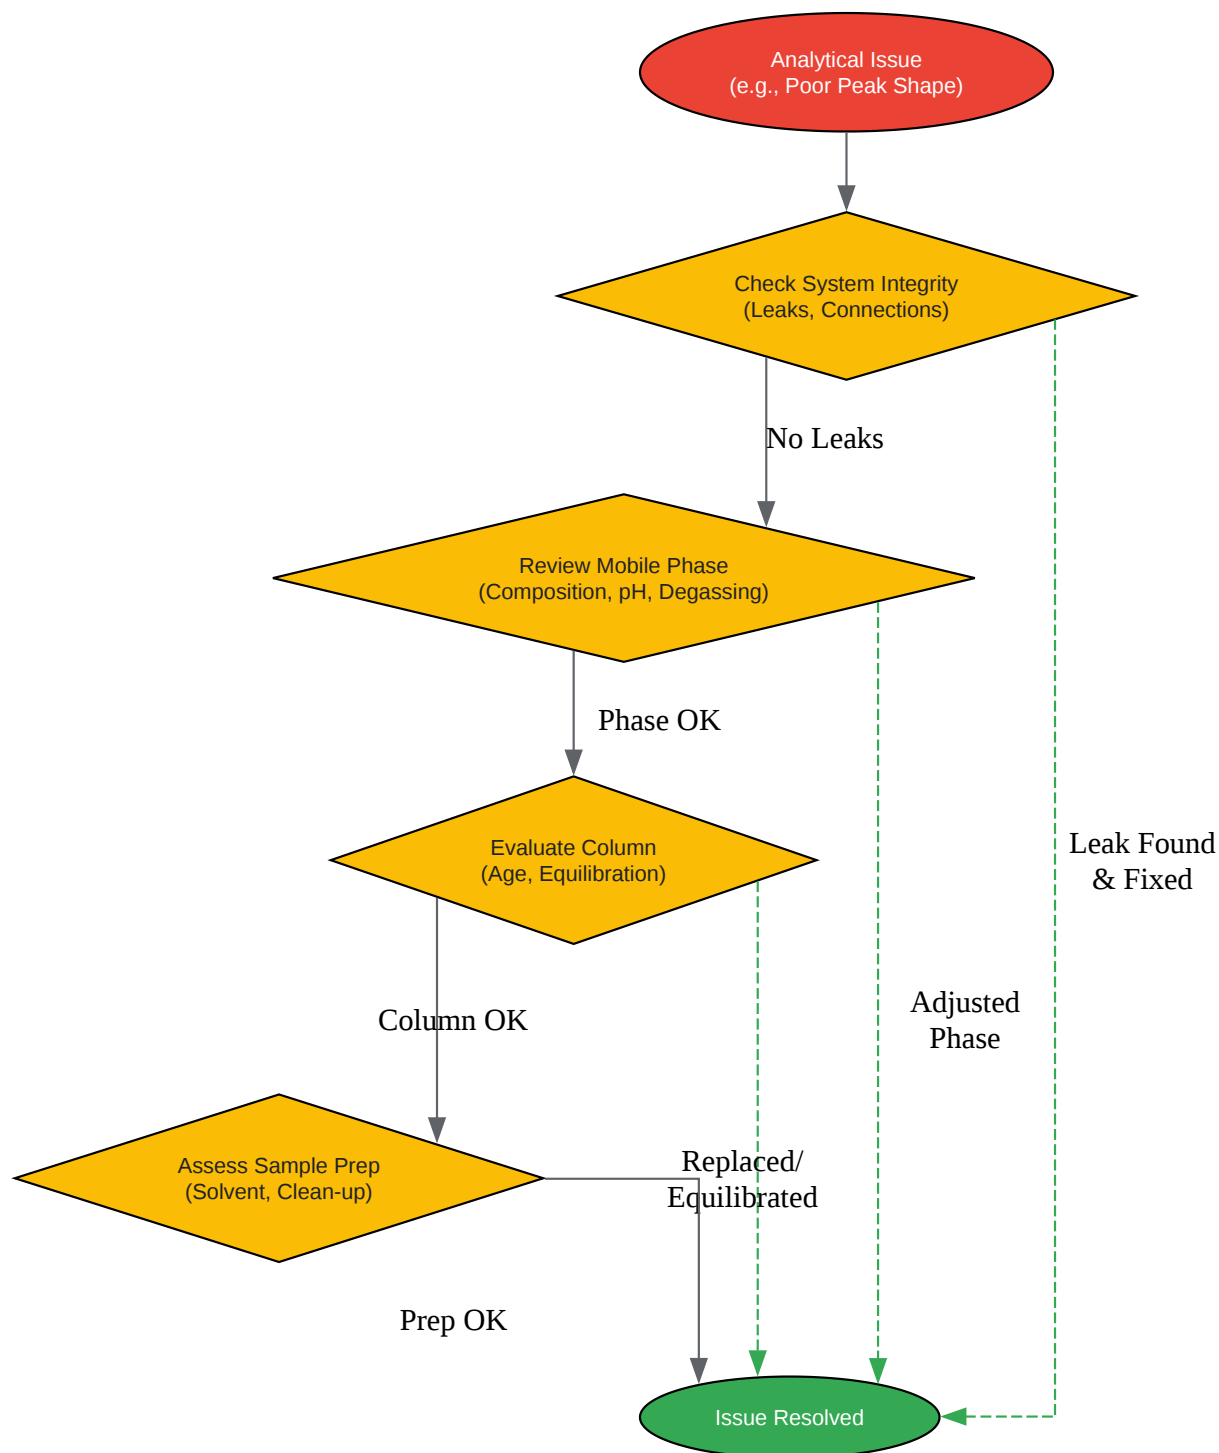 Analytical Issue
(e.g., Poor Peak Shape)
Check System Integrity
(Leaks, Connections)
No Leaks
Review Mobile Phase
(Composition, pH, Degassing)
Phase OK
Evaluate Column
(Age, Equilibration)
Leak Found
& Fixed
Column OK
Adjusted
Phase
Assess Sample Prep
(Solvent, Clean-up)
Replaced/
Equilibrated
Prep OK
Issue Resolved